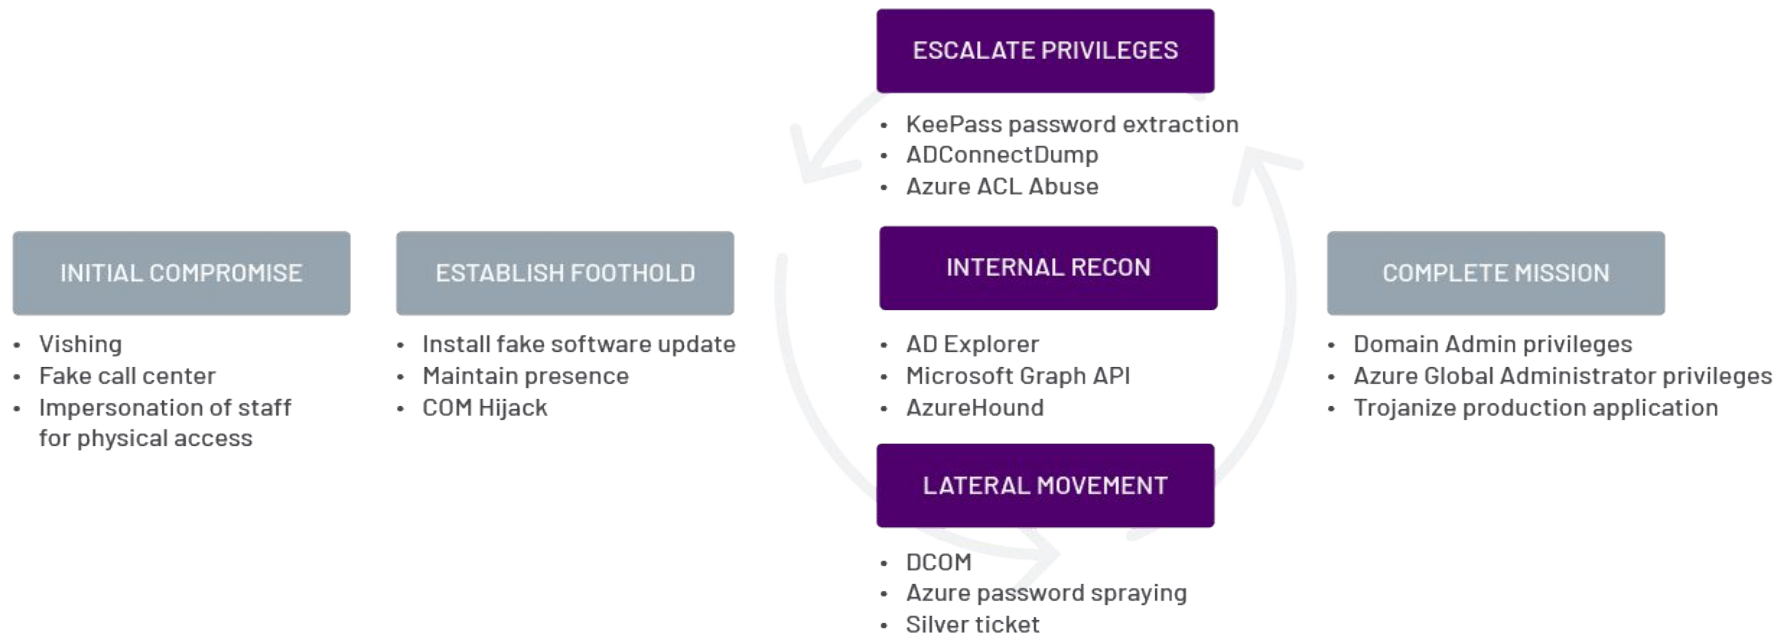 ESCALATE PRIVILEGES
• KeePass password extraction
• ADConnectDump
• Azure ACL Abuse
INITIAL COMPROMISE
• Vishing
• Fake call center
• Impersonation of staff
for physical access
ESTABLISH FOOTHOLD
• Install fake software update
• Maintain presence
• COM Hijack
INTERNAL RECON
• AD Explorer
• Microsoft Graph API
• AzureHound
LATERAL MOVEMENT
• DCOM
• Azure password spraying
• Silver ticket
COMPLETE MISSION
• Domain Admin privileges
• Azure Global Administrator privileges
• Trojanize production application